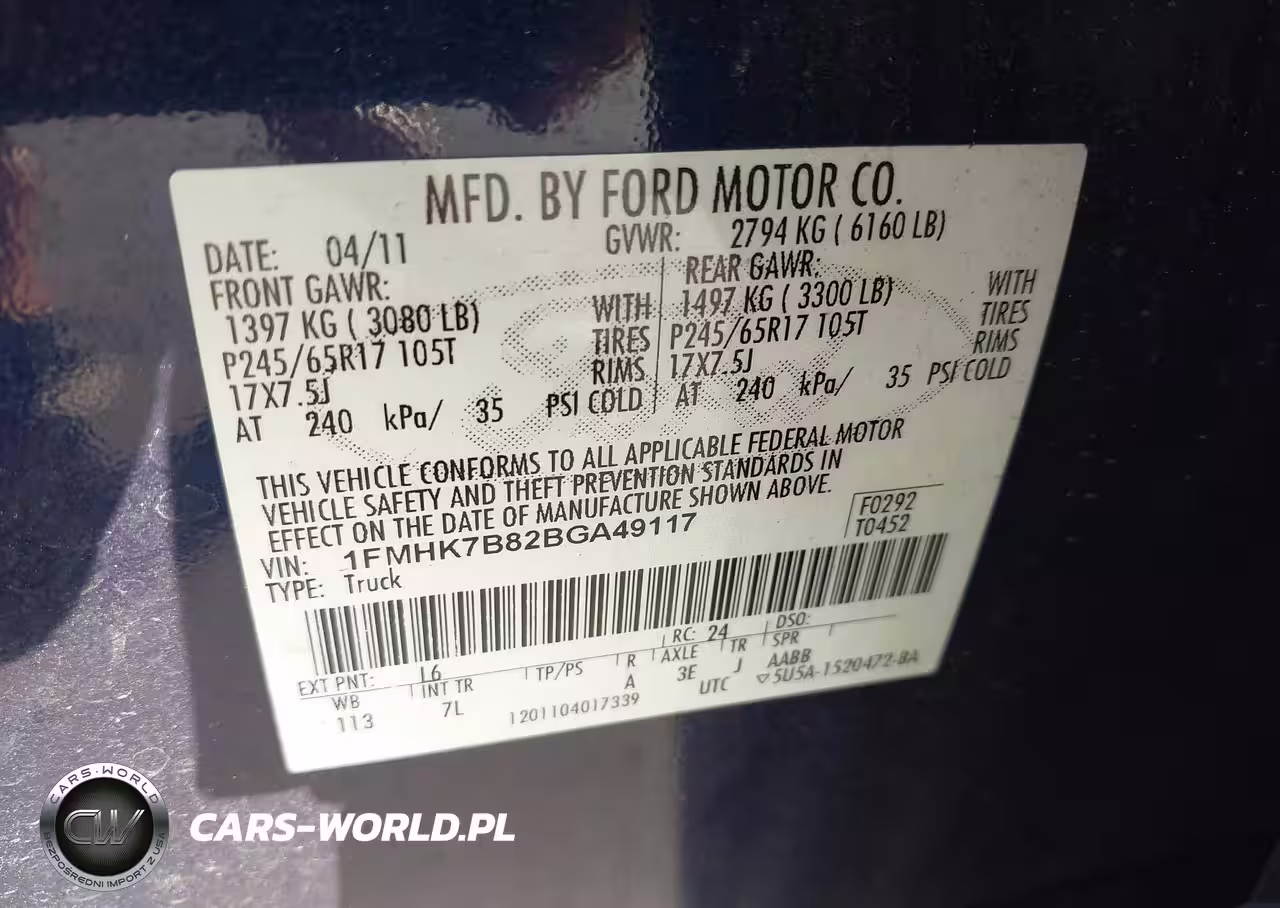 MFD. BY FORD MOTOR CO.
DATE: 04/11 GVWR: 2794 KG ( 6160 LB)
FRONT GAWR: REAR GAWR:
1397 KG ( 3080 LB) WITH 1497 KG ( 3300 LB) WITH
P245/65R17 105T TIRES P245/65R17 105T TIRES
17X7.5J RIMS 17X7.5J RIMS
AT 240 kPa/ 35 PSI COLD AT 240 kPa/ 35 PSI COLD
THIS VEHICLE CONFORMS TO ALL APPLICABLE FEDERAL MOTOR
VEHICLE SAFETY AND THEFT PREVENTION STANDARDS IN
EFFECT ON THE DATE OF MANUFACTURE SHOWN ABOVE.
F0292
T0452
VIN: 1FMHK7B82BGA49117
TYPE: Truck
EXT PNT: L6 RC: 24 DSO:
WB INT TR TP/PS R AXLE TR SPR
113 7L A 3E J AABB
1201104017339 UTC ▽5U5A-1520472-BA
CARS-WORLD
CW
BEZPOŚREDNI IMPORT Z USA
CARS-WORLD.PL